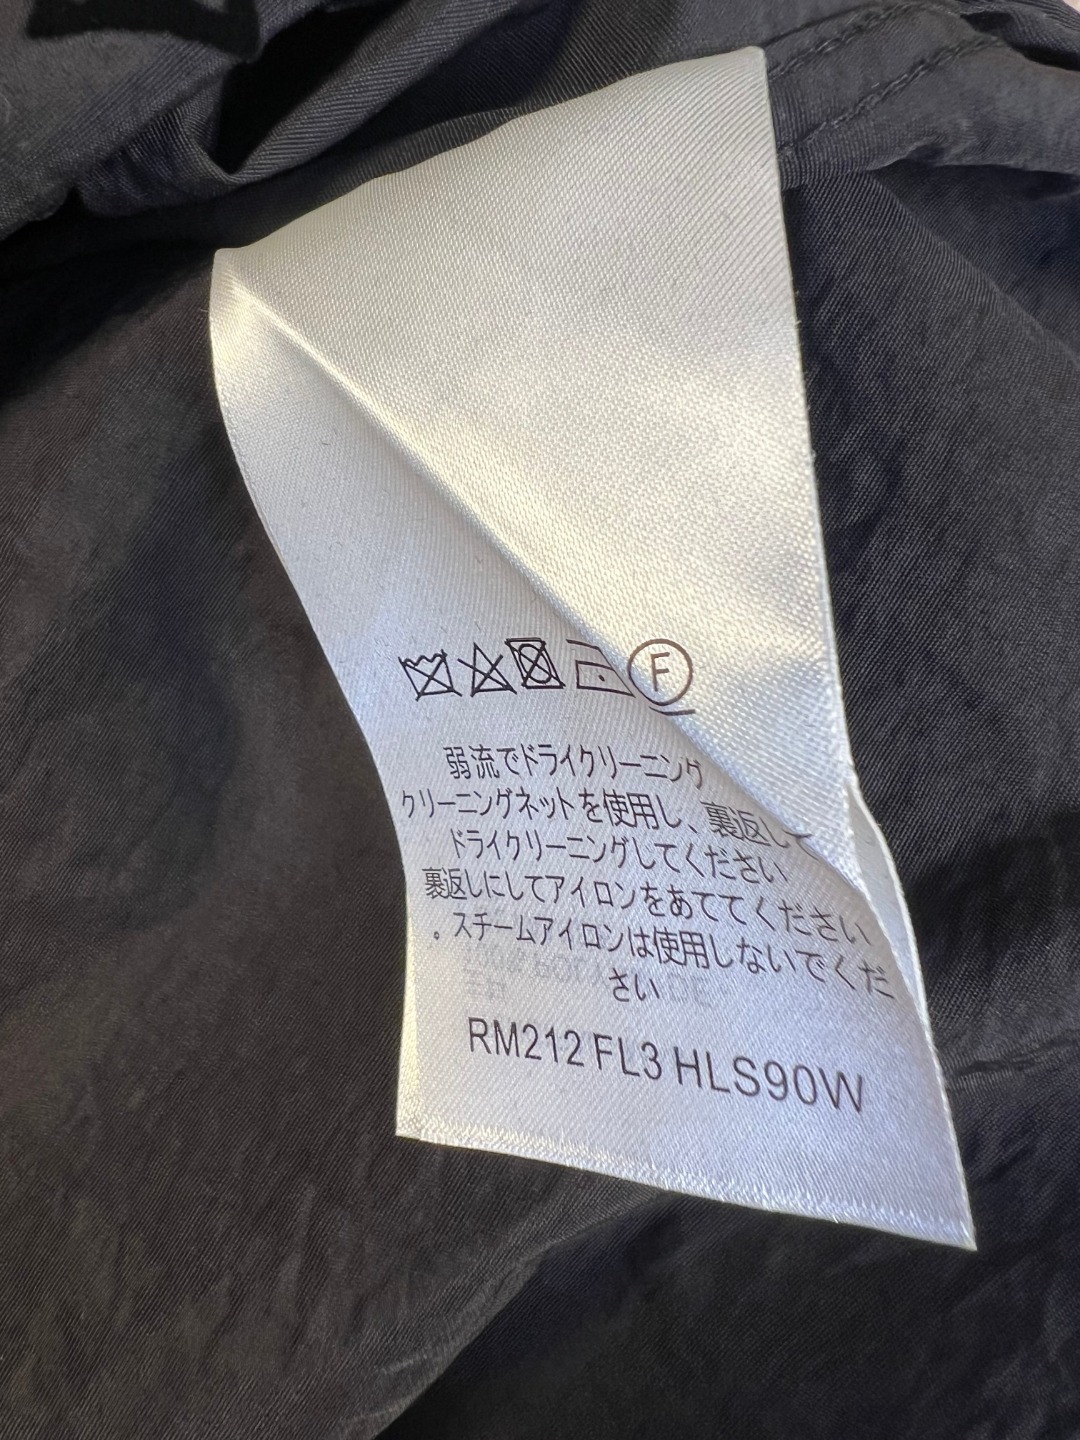 F
弱流でドライクリーニング
クリーニングネットを使用し、裏返して
ドライクリーニングしてください
裏返しにしてアイロンをあててください
。スチームアイロンは使用しないでくだ
さい
RM212 FL3 HLS90W